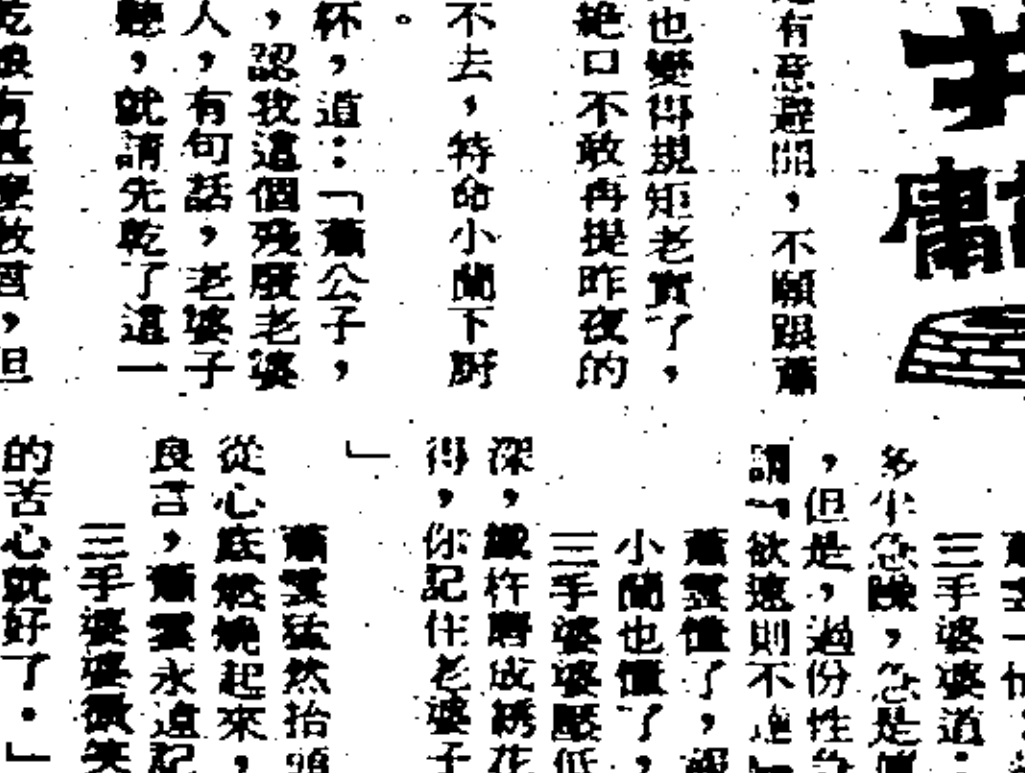 有意避開，不願跟蕭
也變得規矩老實了，
絕口不敢再提昨夜的
不去，特命小蘭下厨
。
杯，道：「蕭公子，
，認我這個殘廢老婆
人，有句話，老婆子
聽，就請先乾了這一
三手婆婆道：
，但是，過份性急
謂「欲速則不達
蕭雲懂了，
小蘭也懂了，
三手婆婆壓低
深，鐵杵磨成綉花
得，你記住老婆子
」
蕭雲猛然抬頭
從心底燃燒起來，
良言，蕭雲永遠記
三手婆婆微笑
的苦心就好了。」